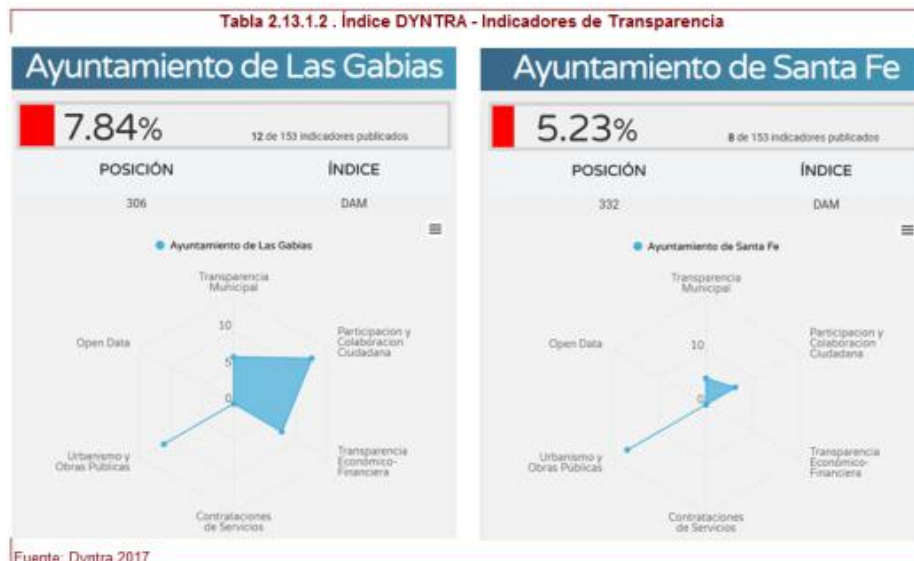 Tabla 2.13.1.2 . Índice DYNTRA - Indicadores de Transparencia
Ayuntamiento de Las Gabias
7.84%
12 de 153 indicadores publicados
POSICIÓN
ÍNDICE
306
DAM
Ayuntamiento de Las Gabias
Transparencia
Municipal
10
Participacion y
Colaboracion
Ciudadana
Open Data
5
0
Urbanismo y
Obras Públicas
Transparencia
Económico-
Financiera
Contrataciones
de Servicios
Ayuntamiento de Santa Fe
5.23%
8 de 153 indicadores publicados
POSICIÓN
ÍNDICE
332
DAM
Ayuntamiento de Santa Fe
Transparencia
Municipal
Participacion y
Colaboracion
Ciudadana
Open Data
10
0
Urbanismo y
Obras Públicas
Transparencia
Económico-
Financiera
Contrataciones
de Servicios
Fuente: Dyntra 2017